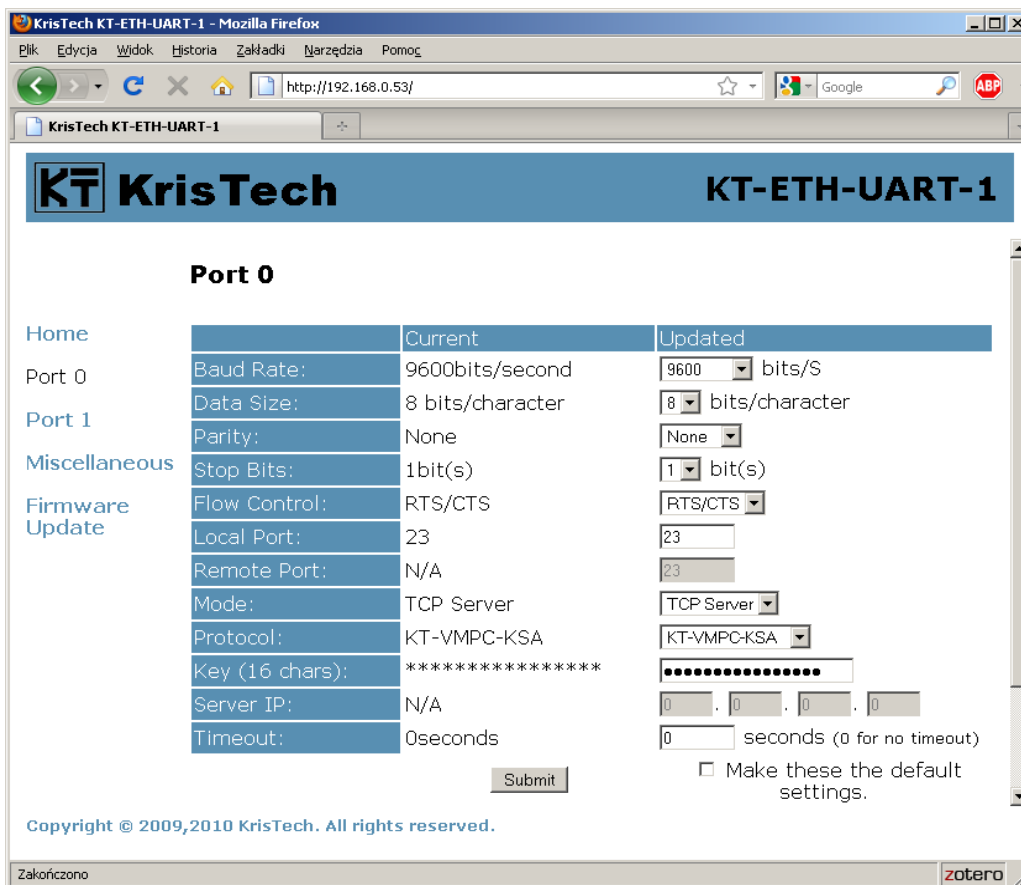 KrisTech KT-ETH-UART-1 - Mozilla Firefox
Plik Edycja Widok Historia Zakładki Narzędzia Pomoc
http://192.168.0.53/ Google ABP
KrisTech KT-ETH-UART-1
KT KrisTech KT-ETH-UART-1
Port 0
Home
Port 0
Port 1
Miscellaneous
Firmware
Update
Current Updated
Baud Rate: 9600bits/second 9600 bits/S
Data Size: 8 bits/character 8 bits/character
Parity: None None
Stop Bits: 1bit(s) 1 bit(s)
Flow Control: RTS/CTS RTS/CTS
Local Port: 23 23
Remote Port: N/A 23
Mode: TCP Server TCP Server
Protocol: KT-VMPC-KSA KT-VMPC-KSA
Key (16 chars): **************** ●●●●●●●●●●●●●●●●
Server IP: N/A 0 . 0 . 0 . 0
Timeout: 0seconds 0 seconds (0 for no timeout)
Submit
Make these the default
settings.
Copyright © 2009,2010 KrisTech. All rights reserved.
Zakończono zotero